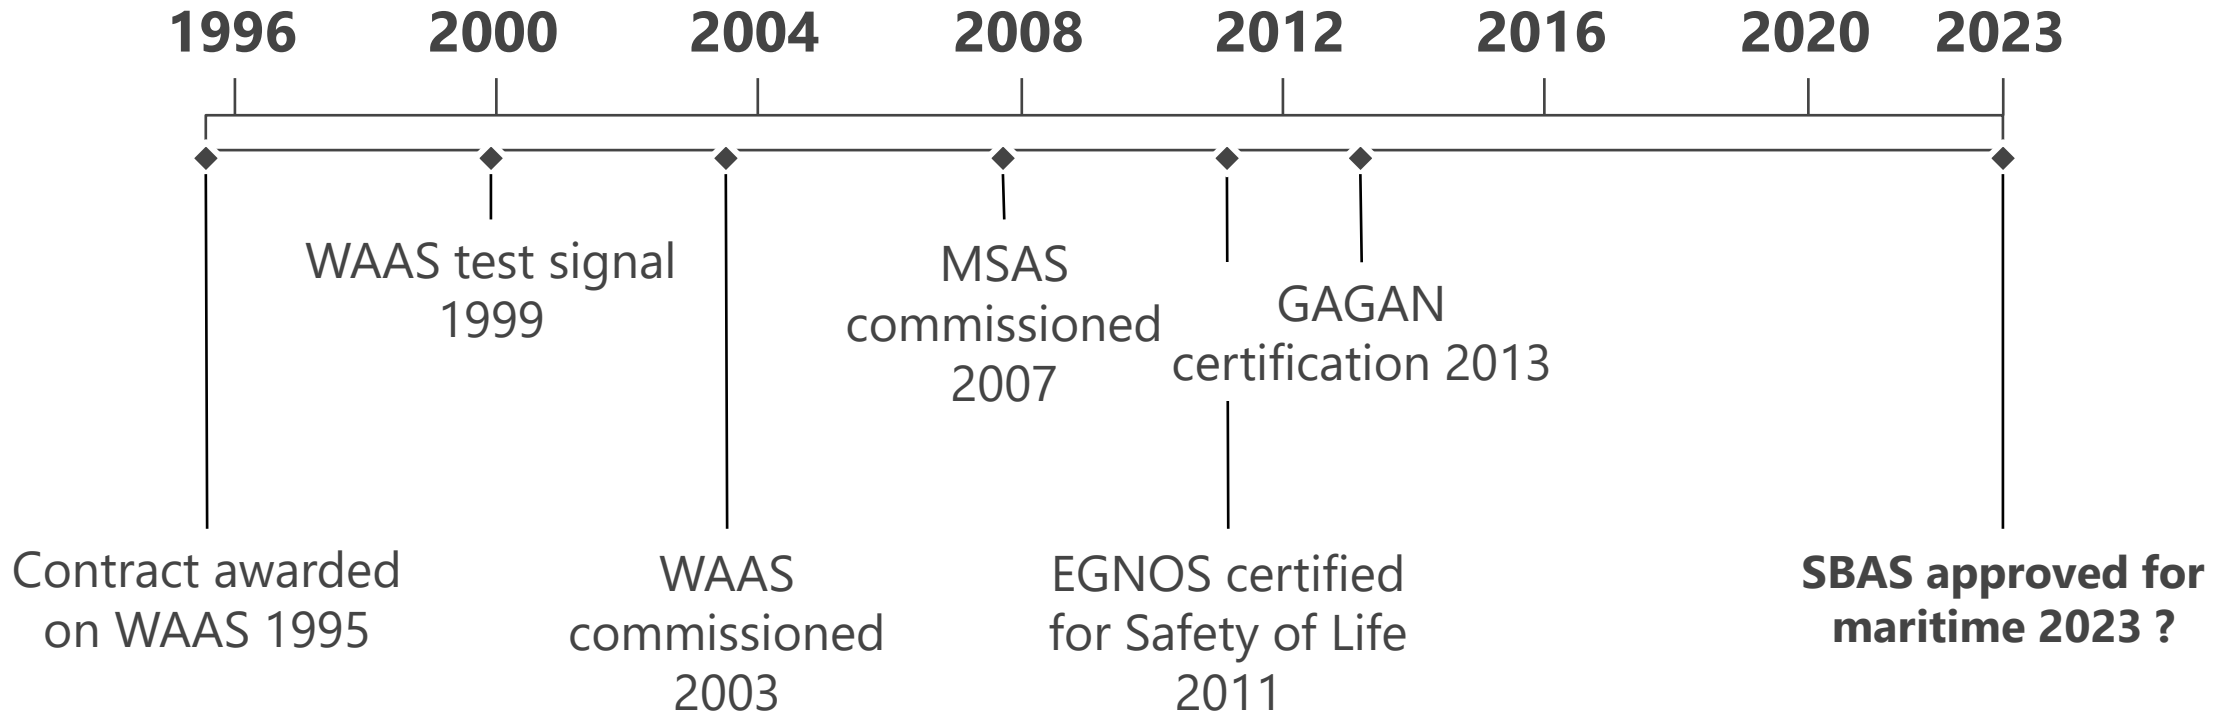 1996 2000 2004 2008 2012 2016 2020 2023
WAAS test signal
1999
MSAS
commissioned
2007
GAGAN
certification 2013
Contract awarded
on WAAS 1995
WAAS
commissioned
2003
EGNOS certified
for Safety of Life
2011
SBAS approved for
maritime 2023 ?